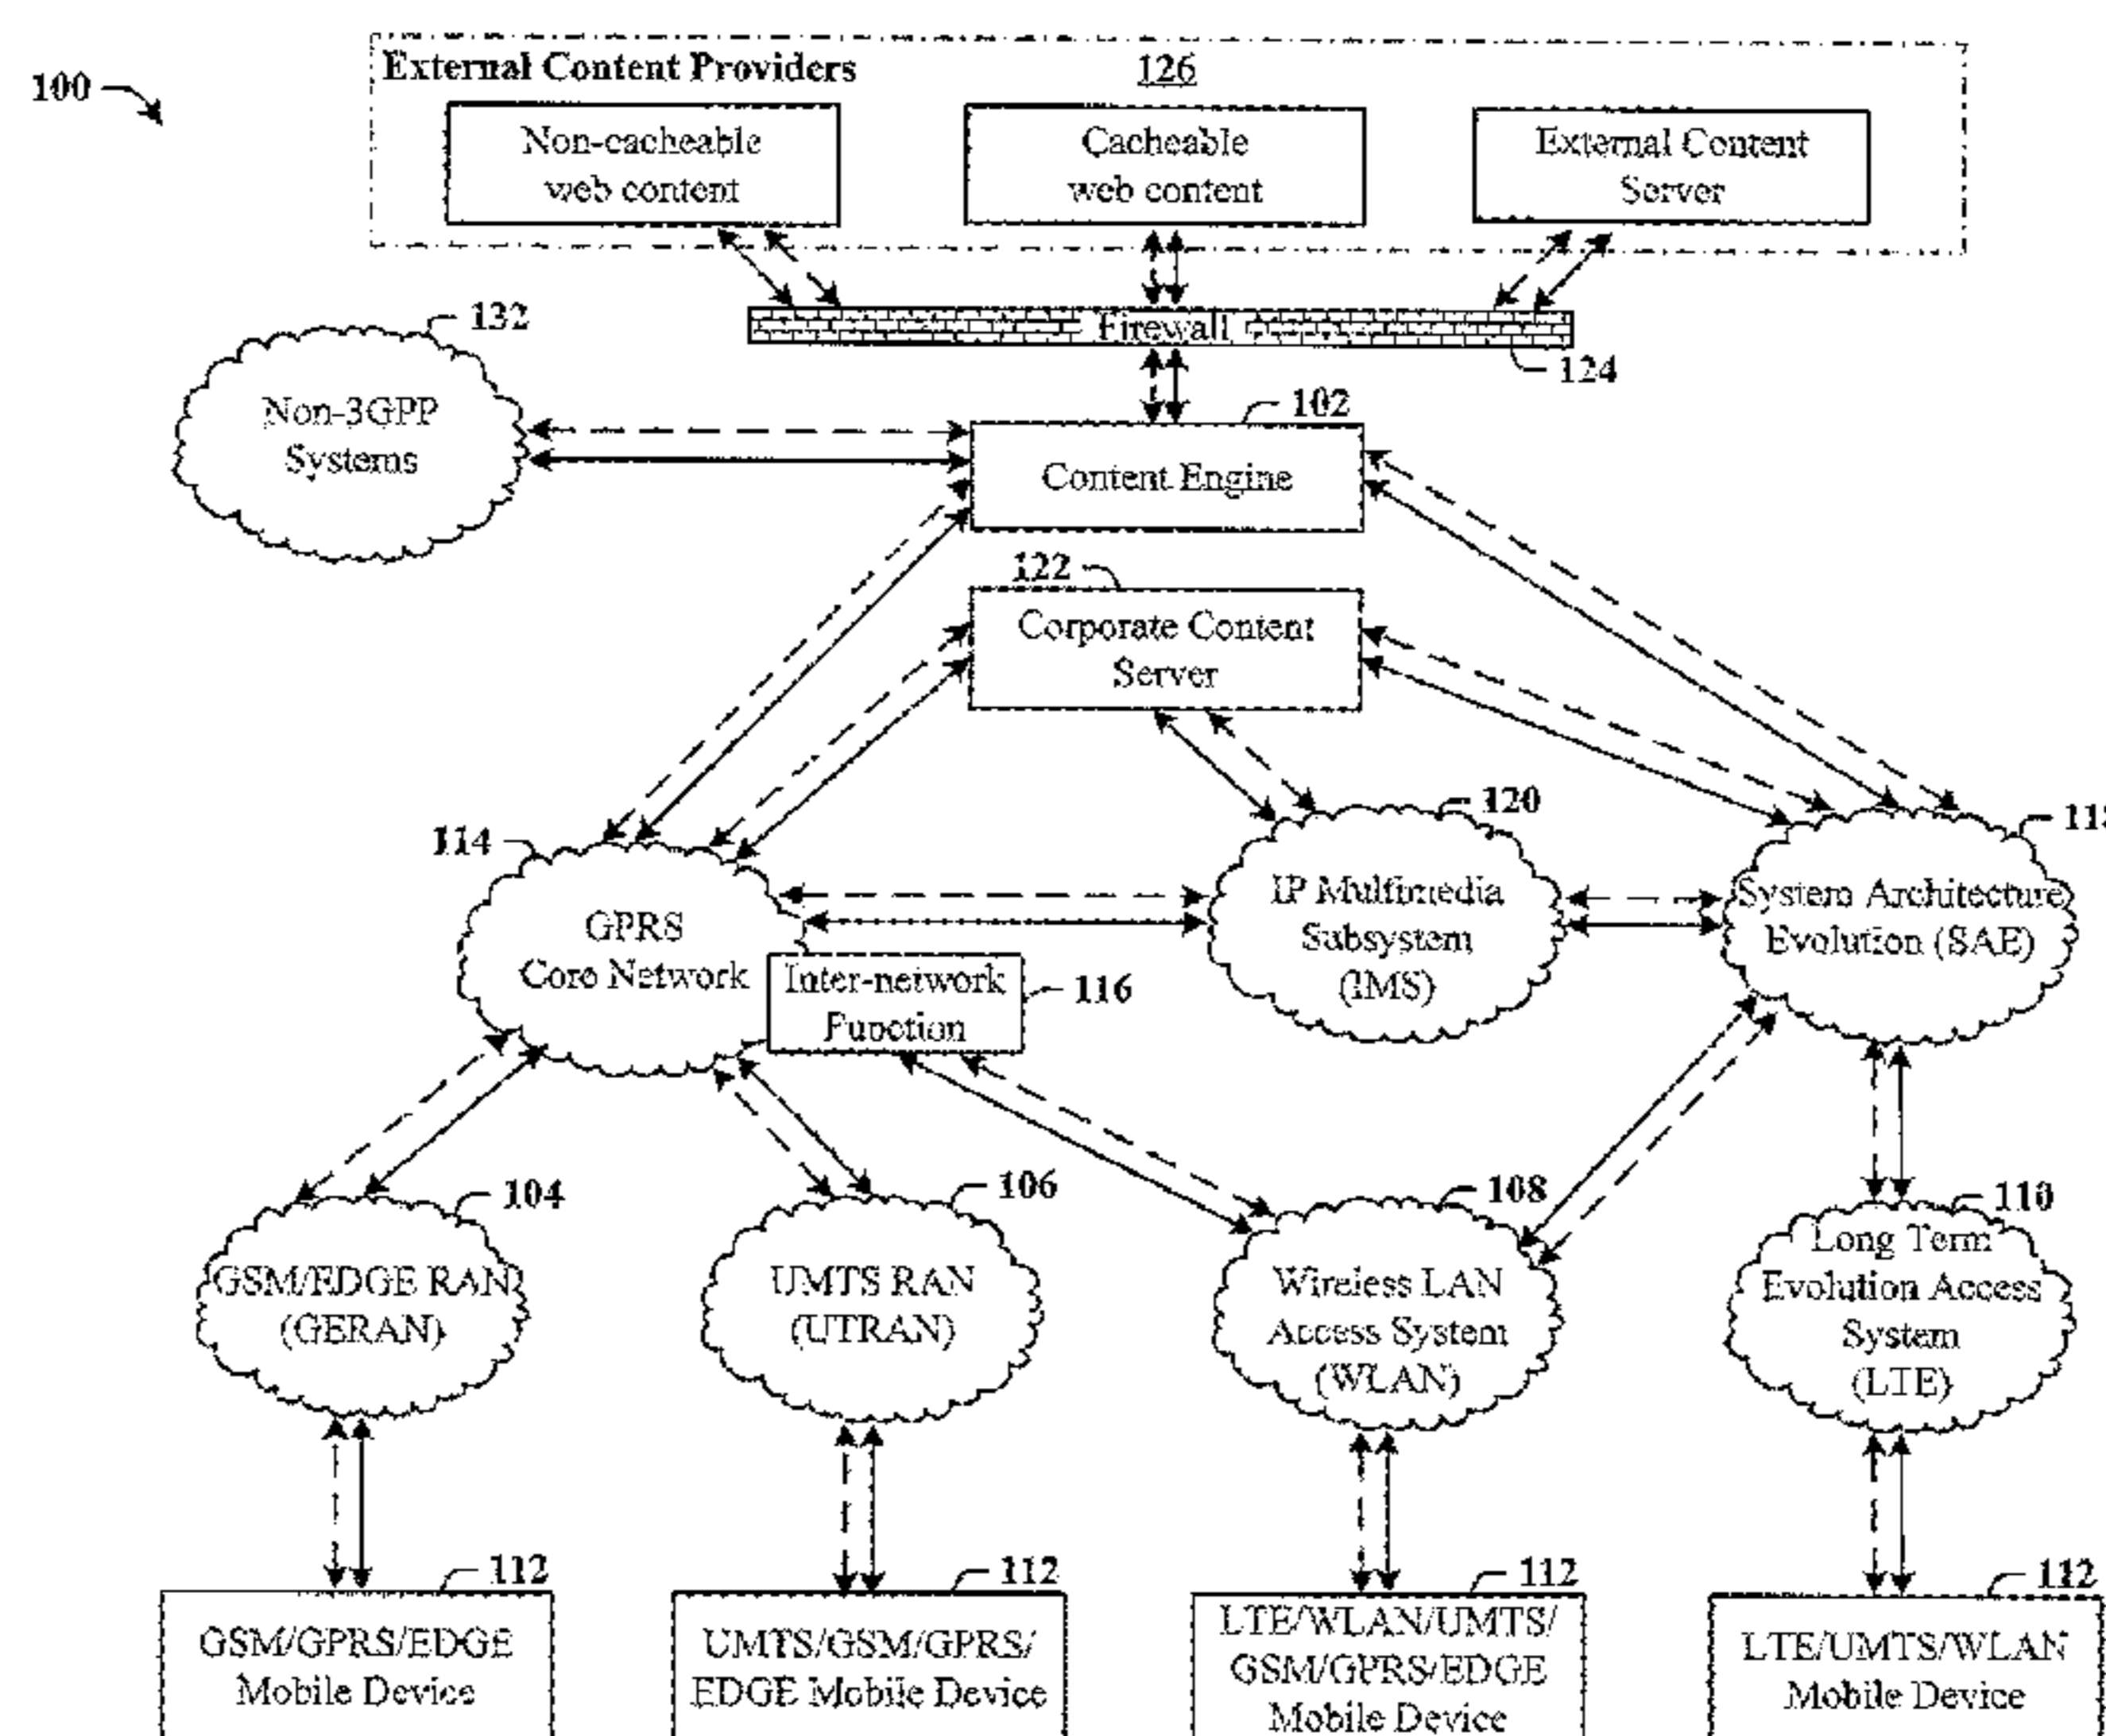 100
External Content Providers
126
Non-cacheable
web content
Cacheable
web content
External Content
Server
Firewall
124
132
Non-3GPP
Systems
102
Content Engine
122
Corporate Content
Server
114
GPRS
Core Network
Inter-network
Function
116
120
IP Multimedia
Subsystem
(IMS)
System Architecture
Evolution (SAE)
104
GSM/EDGE RAN
(GERAN)
106
UMTS RAN
(UTRAN)
108
Wireless LAN
Access System
(WLAN)
110
Long Term
Evolution Access
System
(LTE)
112
GSM/GPRS/EDGE
Mobile Device
112
UMTS/GSM/GPRS/
EDGE Mobile Device
112
LTE/WLAN/UMTS/
GSM/GPRS/EDGE
Mobile Device
112
LTE/UMTS/WLAN
Mobile Device